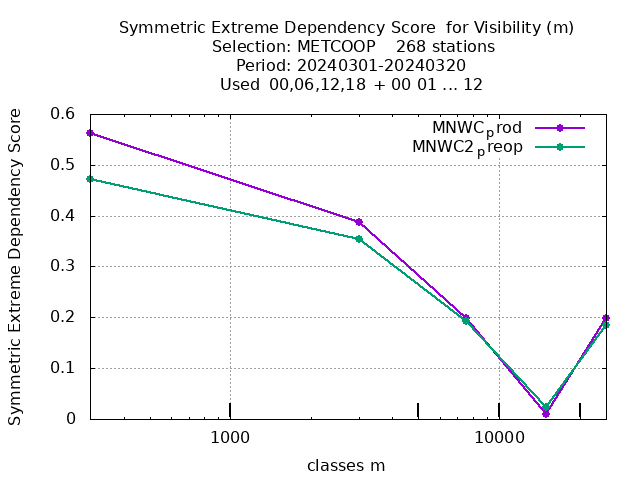 Symmetric Extreme Dependency Score  for Visibility (m)
Selection: METCOOP    268 stations
Period: 20240301-20240320
Used  00,06,12,18  + 00 01 ... 12
Symmetric Extreme Dependency Score
0.6
0.5
0.4
0.3
0.2
0.1
0
MNWCprod
MNWC2preop
1000
10000
classes m